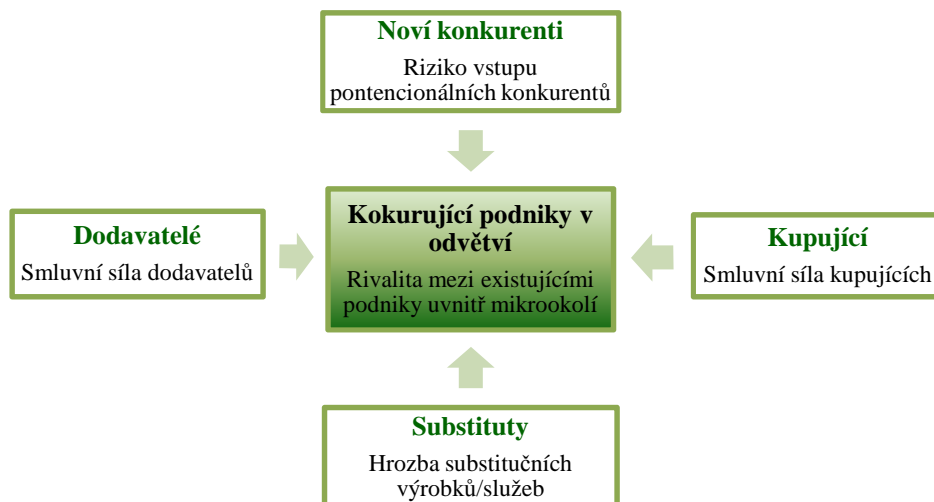 Noví konkurenti
Riziko vstupu
pontencionálních konkurentů
Dodavatelé
Smluvní síla dodavatelů
Kokurující podniky v
odvětví
Rivalita mezi existujícími
podniky uvnitř mikrookolí
Kupující
Smluvní síla kupujících
Substituty
Hrozba substitučních
výrobků/služeb